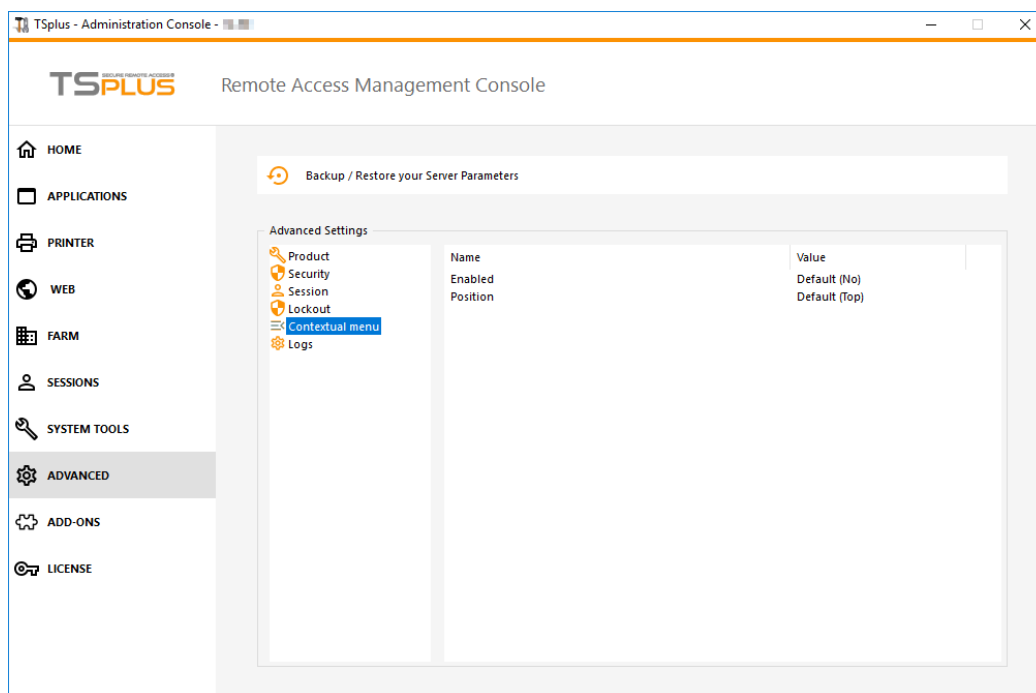 TSplus - Administration Console -
TSPLUS SECURE REMOTE ACCESS®
Remote Access Management Console
HOME
APPLICATIONS
PRINTER
WEB
FARM
SESSIONS
SYSTEM TOOLS
ADVANCED
ADD-ONS
LICENSE
Backup / Restore your Server Parameters
Advanced Settings
Product
Security
Session
Lockout
Contextual menu
Logs
Name Value
Enabled Default (No)
Position Default (Top)